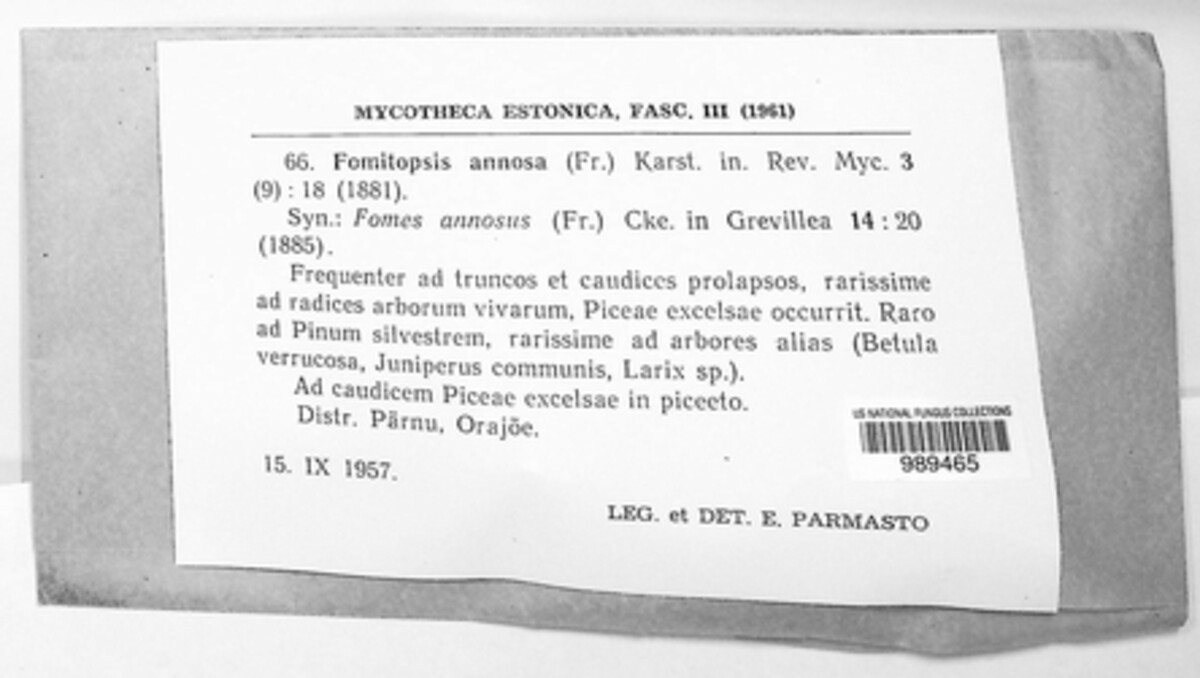 MYCOTHECA ESTONICA, FASC. III (1961)
66. Fomitopsis annosa (Fr.) Karst. in. Rev. Myc. 3
(9) : 18 (1881).
Syn.: Fomes annosus (Fr.) Cke. in Grevillea 14 : 20
(1885).
Frequenter ad truncos et caudices prolapsos, rarissime
ad radices arborum vivarum, Piceae excelsae occurrit. Raro
ad Pinum silvestrem, rarissime ad arbores alias (Betula
verrucosa, Juniperus communis, Larix sp.).
Ad caudicem Piceae excelsae in piceeto.
Distr. Pärnu, Orajõe.
15. IX 1957.
US NATIONAL FUNGUS COLLECTIONS
989465
LEG. et DET. E. PARMASTO